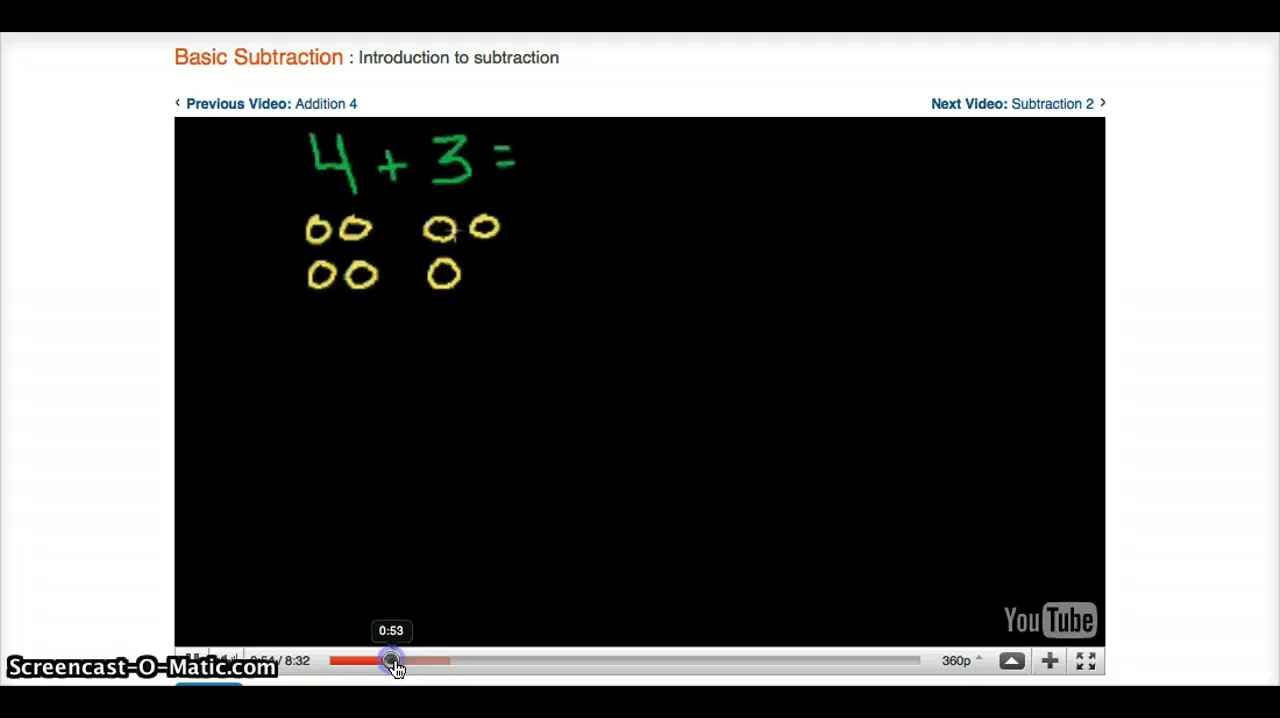 Basic Subtraction : Introduction to subtraction
‹ Previous Video: Addition 4
Next Video: Subtraction 2 ›
4 + 3 =
YouTube
0:53
/ 8:32
360p
Screencast-O-Matic.com